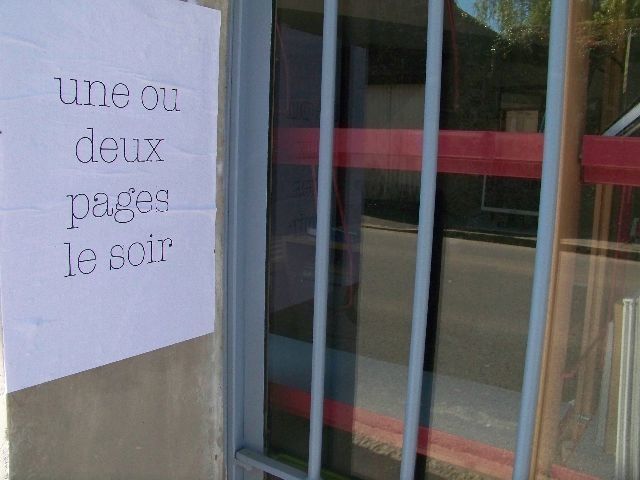 une ou
deux
pages
le soir